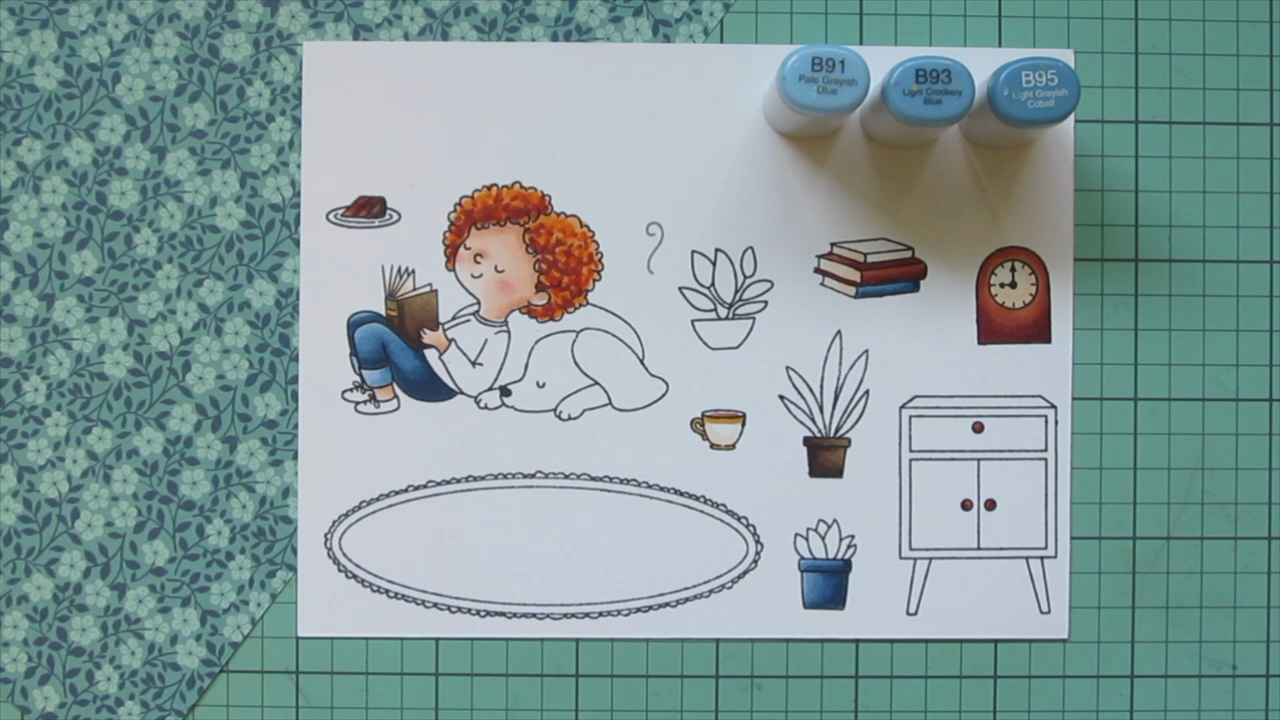 B91
Pale Grayish
Blue
B93
Light Crockery
Blue
B95
Light Grayish
Cobalt